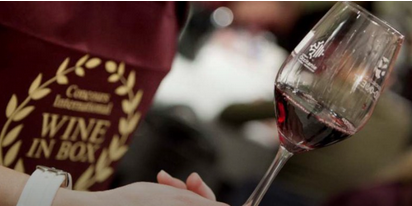 Concours
International
WINE
IN BOX